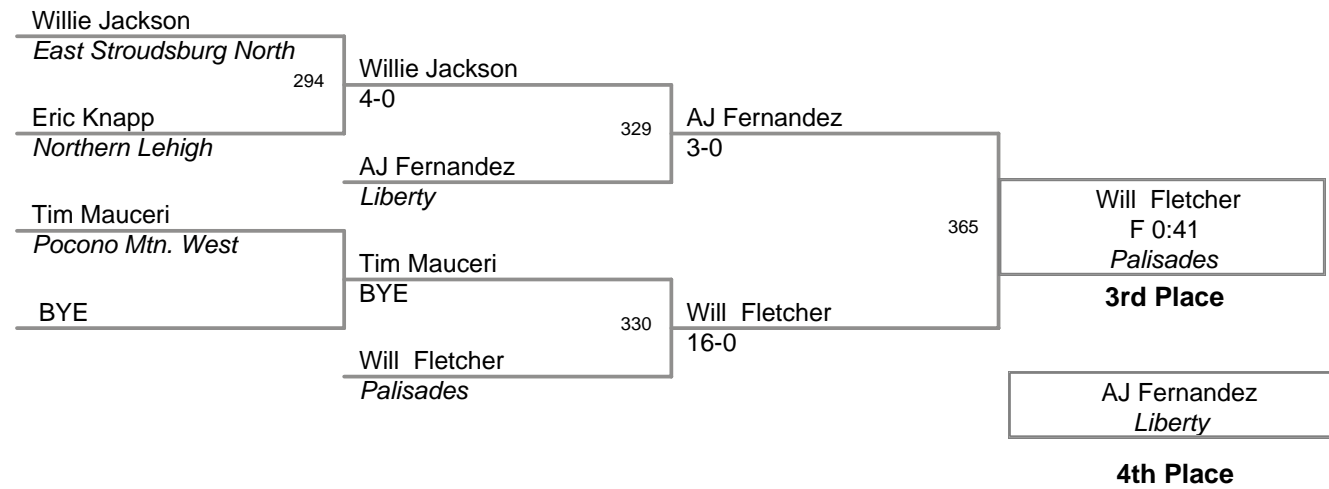 Willie Jackson
East Stroudsburg North
294
Eric Knapp
Northern Lehigh
Tim Mauceri
Pocono Mtn. West
BYE
Willie Jackson
4-0
329
AJ Fernandez
Liberty
Tim Mauceri
BYE
330
Will Fletcher
Palisades
AJ Fernandez
3-0
365
Will Fletcher
16-0
Will Fletcher
F 0:41
Palisades
3rd Place
AJ Fernandez
Liberty
4th Place